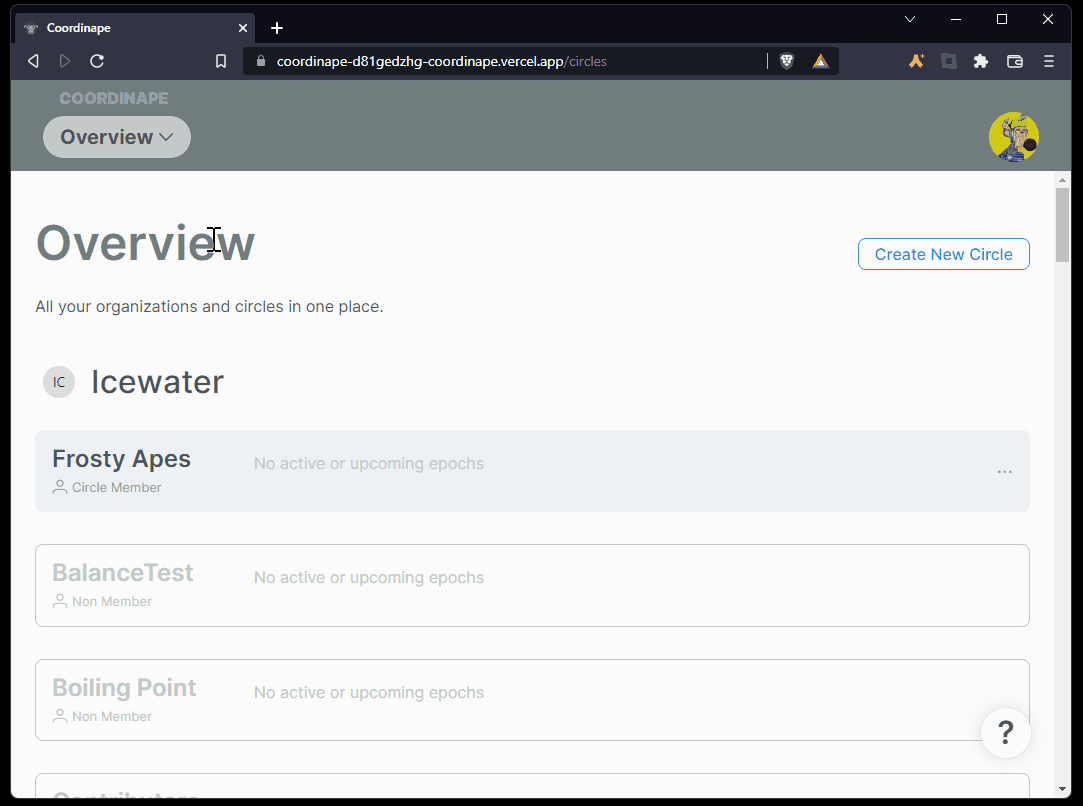 Coordinape
coordinape-d81gedzhg-coordinape.vercel.app/circles
COORDINAPE
Overview
Overview
Create New Circle
All your organizations and circles in one place.
IC Icewater
Frosty Apes
No active or upcoming epochs
...
Circle Member
BalanceTest
No active or upcoming epochs
Non Member
Boiling Point
No active or upcoming epochs
Non Member
?
Contributors